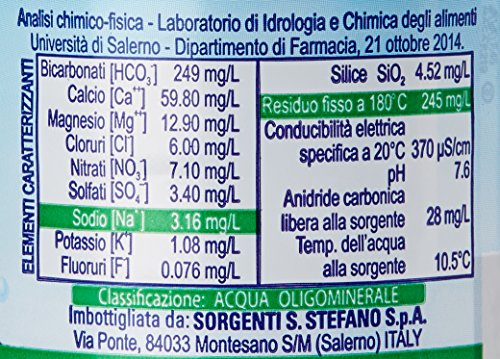 Analisi chimico-fisica - Laboratorio di Idrologia e Chimica degli alimenti
Università di Salerno - Dipartimento di Farmacia, 21 ottobre 2014.
ELEMENTI CARATTERIZZANTI
Bicarbonati [HCO₃⁻] 249 mg/L
Calcio [Ca⁺⁺] 59.80 mg/L
Magnesio [Mg⁺⁺] 12.90 mg/L
Cloruri [Cl⁻] 6.00 mg/L
Nitrati [NO₃⁻] 7.10 mg/L
Solfati [SO₄⁻] 3.40 mg/L
Sodio [Na⁺] 3.16 mg/L
Potassio [K⁺] 1.08 mg/L
Fluoruri [F⁻] 0.076 mg/L
Silice SiO₂ 4.52 mg/L
Residuo fisso a 180°C 245 mg/L
Conducibilità elettrica
specifica a 20°C 370 µS/cm
pH 7.6
Anidride carbonica
libera alla sorgente 28 mg/L
Temp. dell'acqua
alla sorgente 10.5°C
Classificazione: ACQUA OLIGOMINERALE
Imbottigliata da: SORGENTI S. STEFANO S.p.A.
Via Ponte, 84033 Montesano S/M (Salerno) ITALY